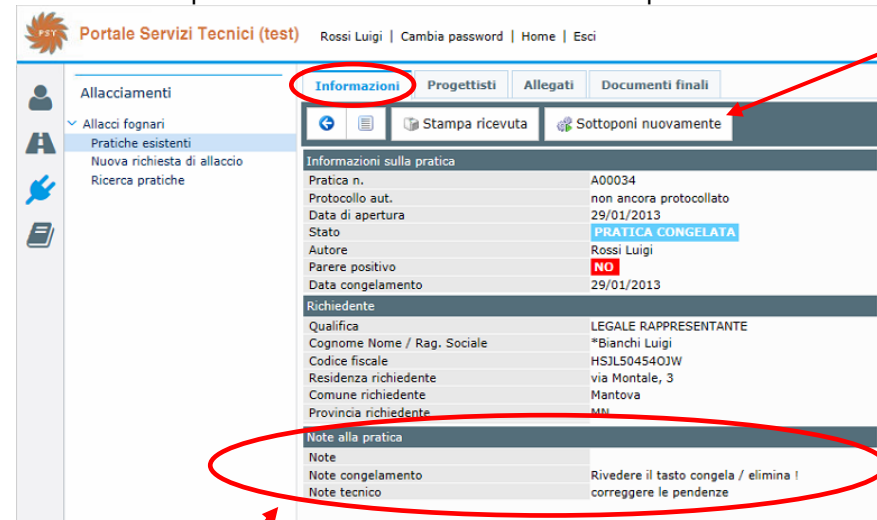 PST Portale Servizi Tecnici (test) Rossi Luigi | Cambia password | Home | Esci
Allacciamenti
Allacci fognari
Pratiche esistenti
Nuova richiesta di allaccio
Ricerca pratiche
Informazioni Progettisti Allegati Documenti finali
Stampa ricevuta Sottoponi nuovamente
Informazioni sulla pratica
Pratica n. A00034
Protocollo aut. non ancora protocollato
Data di apertura 29/01/2013
Stato PRATICA CONGELATA
Autore Rossi Luigi
Parere positivo NO
Data congelamento 29/01/2013
Richiedente
Qualifica LEGALE RAPPRESENTANTE
Cognome Nome / Rag. Sociale *Bianchi Luigi
Codice fiscale HSJL50454OJW
Residenza richiedente via Montale, 3
Comune richiedente Mantova
Provincia richiedente MN
Note alla pratica
Note
Note congelamento Rivedere il tasto congela / elimina !
Note tecnico correggere le pendenze